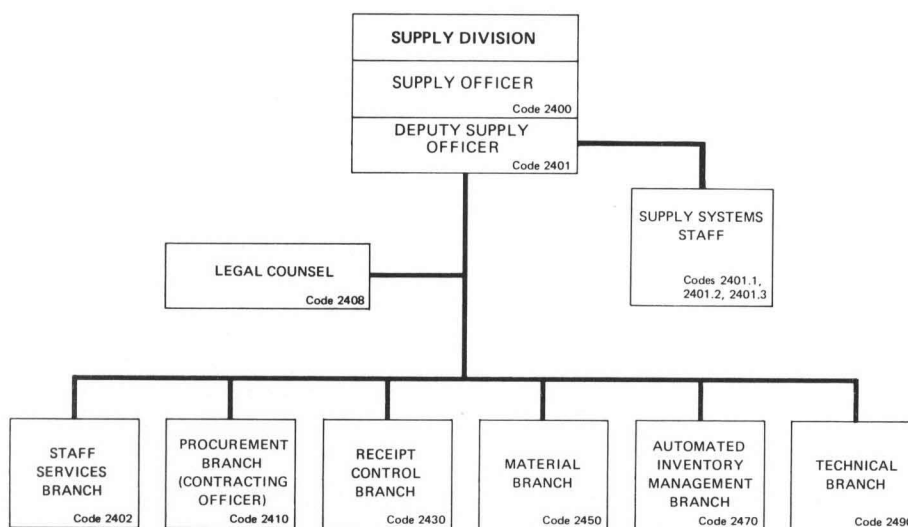 SUPPLY DIVISION
SUPPLY OFFICER
Code 2400
DEPUTY SUPPLY
OFFICER
Code 2401
SUPPLY SYSTEMS
STAFF
Codes 2401.1,
2401.2, 2401.3
LEGAL COUNSEL
Code 2408
STAFF
SERVICES
BRANCH
Code 2402
PROCUREMENT
BRANCH
(CONTRACTING
OFFICER)
Code 2410
RECEIPT
CONTROL
BRANCH
Code 2430
MATERIAL
BRANCH
Code 2450
AUTOMATED
INVENTORY
MANAGEMENT
BRANCH
Code 2470
TECHNICAL
BRANCH
Code